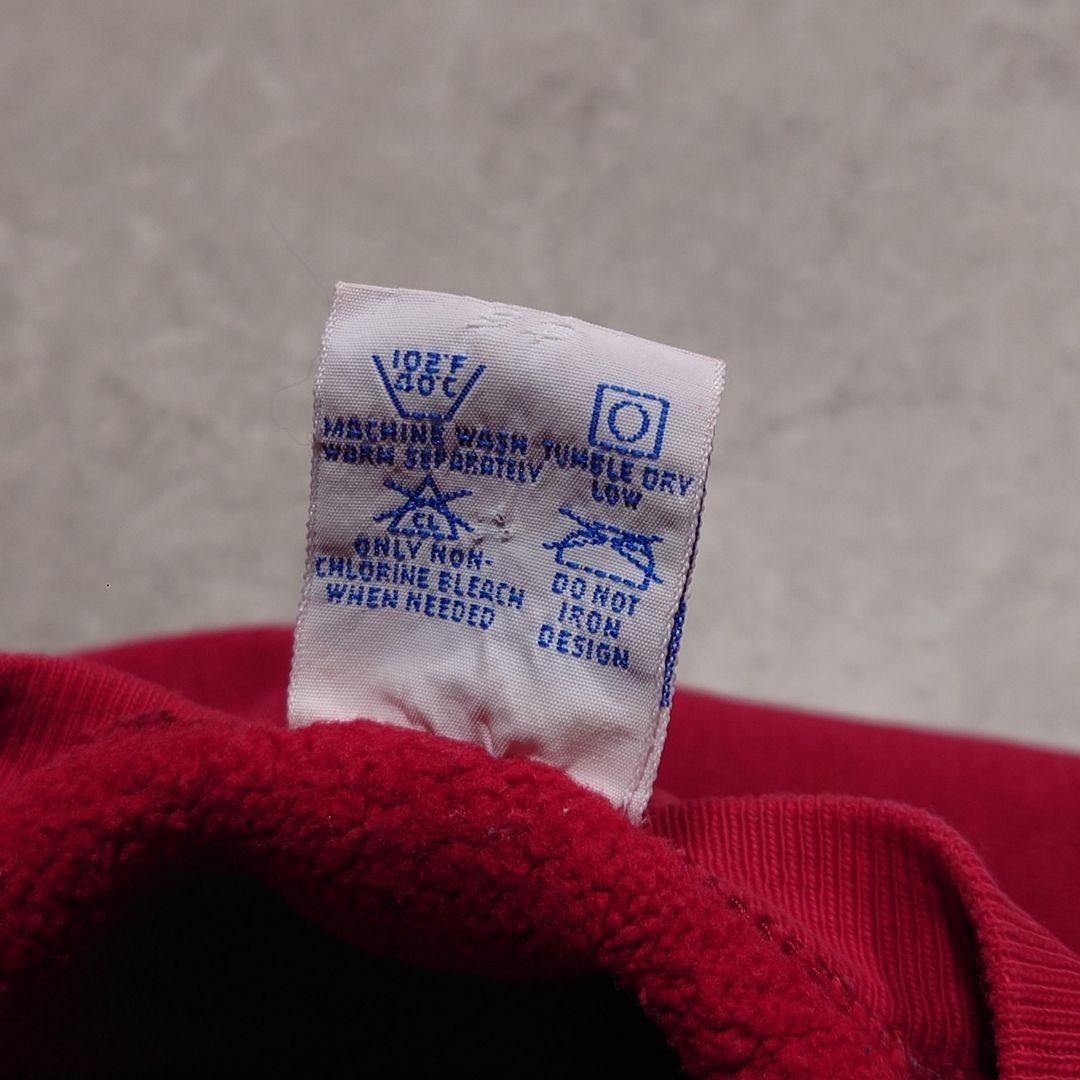 102°F
40°C
MACHINE WASH
WARM SEPARATELY
TUMBLE DRY
LOW
CL
ONLY NON-
CHLORINE BLEACH
WHEN NEEDED
DO NOT
IRON
DESIGN